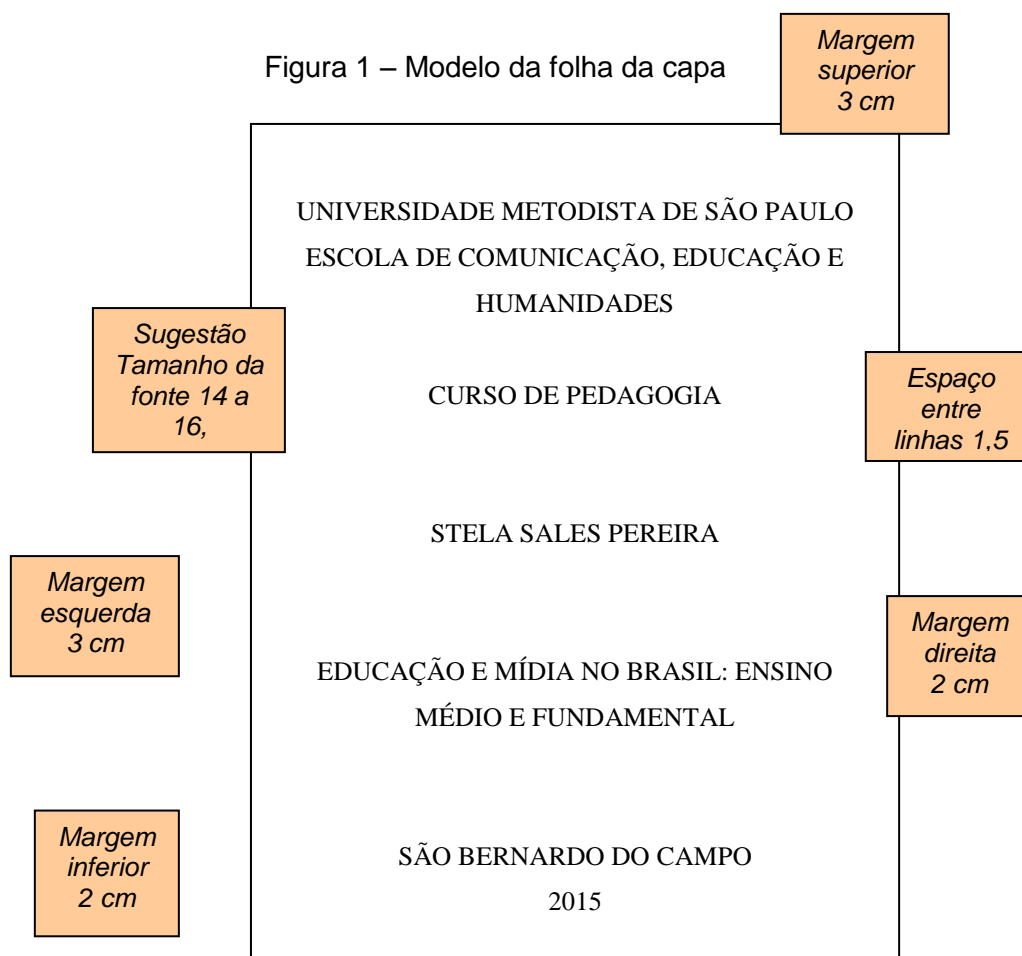 Figura 1 – Modelo da folha da capa
Margem
superior
3 cm
UNIVERSIDADE METODISTA DE SÃO PAULO
ESCOLA DE COMUNICAÇÃO, EDUCAÇÃO E
HUMANIDADES
Sugestão
Tamanho da
fonte 14 a
16,
CURSO DE PEDAGOGIA
Espaço
entre
linhas 1,5
STELA SALES PEREIRA
Margem
esquerda
3 cm
Margem
direita
2 cm
EDUCAÇÃO E MÍDIA NO BRASIL: ENSINO
MÉDIO E FUNDAMENTAL
Margem
inferior
2 cm
SÃO BERNARDO DO CAMPO
2015